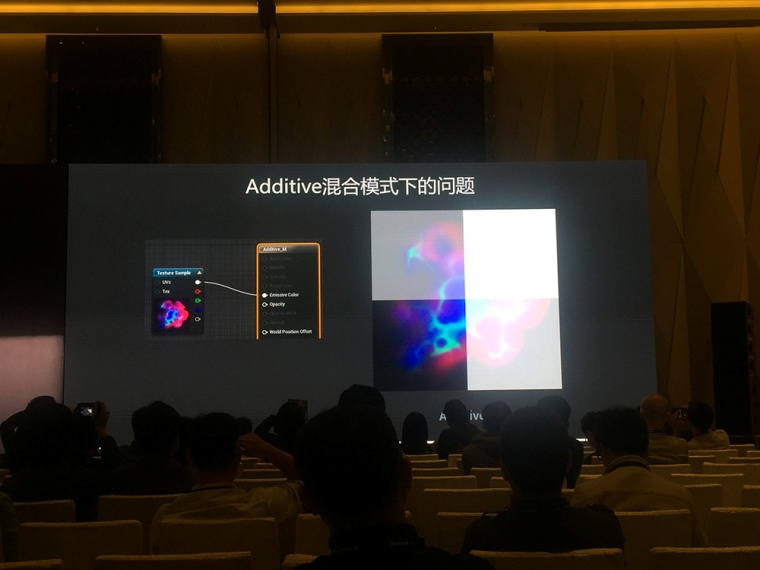 Additive混合模式下的问题
Additive_M
Texture Sample
UVs
Tex
Emissive Color
Opacity
World Position Offset